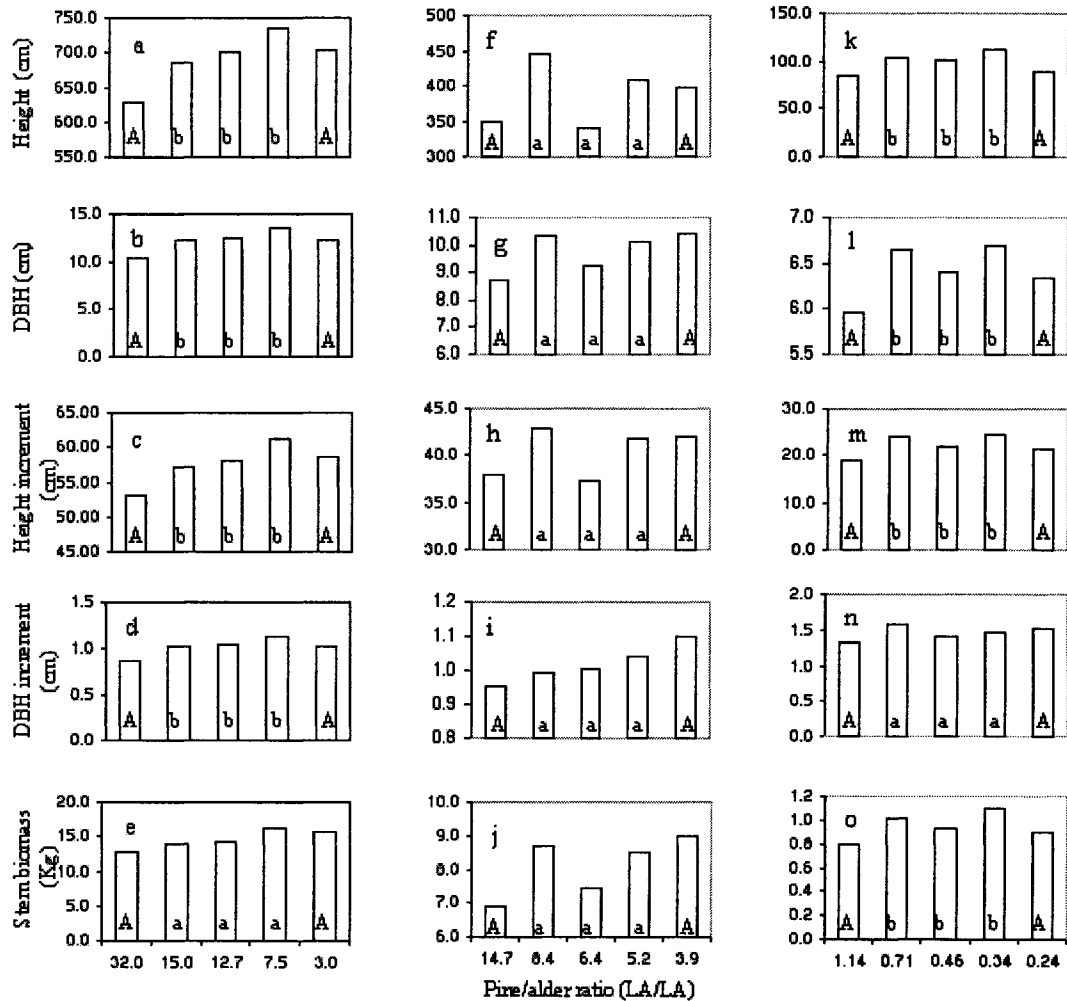 Height (cm)
750.0
700.0
650.0
600.0
550.0
a
A b b b A
500
450
400
350
300
f
A a a a A
150.0
100.0
50.0
0.0
k
A b b b A
DBH (cm)
15.0
10.0
5.0
0.0
b
A b b b A
11.0
10.0
9.0
8.0
7.0
6.0
g
A a a a A
7.0
6.5
6.0
5.5
l
A b b b A
Height increment
(cm)
65.00
60.00
55.00
50.00
45.00
c
A b b b A
45.0
40.0
35.0
30.0
h
A a a a A
30.0
20.0
10.0
0.0
m
A b b b A
DBH increment
(cm)
1.5
1.0
0.5
0.0
d
A b b b A
1.2
1.1
1.0
0.9
0.8
i
A a a a A
2.0
1.5
1.0
0.5
0.0
n
A a a a A
Stem biomass
(Kg)
20.0
15.0
10.0
5.0
0.0
e
A a a a A
32.0 15.0 12.7 7.5 3.0
10.0
9.0
8.0
7.0
6.0
j
A a a a A
14.7 8.4 6.4 5.2 3.9
1.2
1.0
0.8
0.6
0.4
0.2
0.0
o
A b b b A
1.14 0.71 0.46 0.34 0.24
Pine/alder ratio (LA/LA)